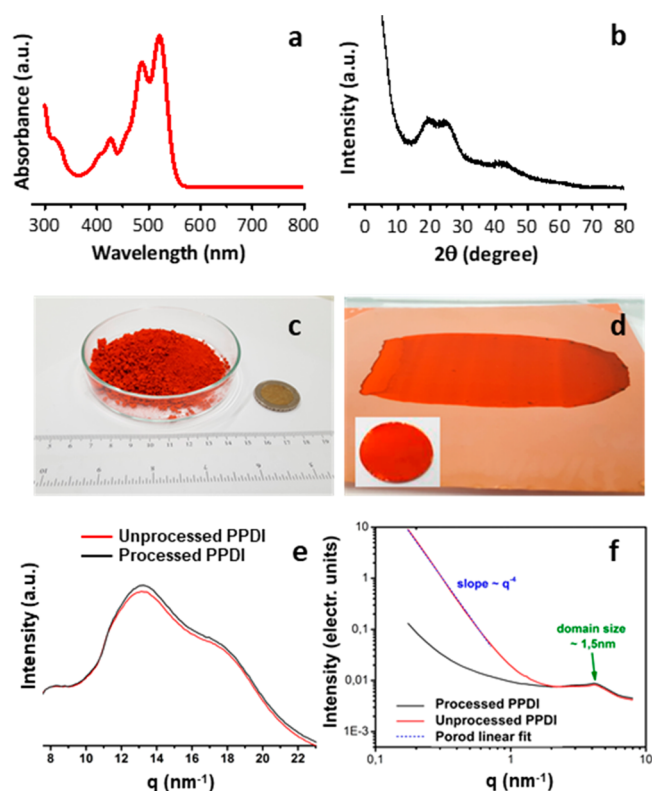 a
Absorbance (a.u.)
300 400 500 600 700 800
Wavelength (nm)
b
Intensity (a.u.)
0 10 20 30 40 50 60 70 80
2θ (degree)
c
d
Unprocessed PPDI
Processed PPDI
e
Intensity (a.u.)
8 10 12 14 16 18 20 22
q (nm⁻¹)
f
Intensity (electr. units)
10
1
0,1
0,01
1E-3
slope ~ q⁻⁴
domain size
~ 1,5nm
Processed PPDI
Unprocessed PPDI
Porod linear fit
0,1 1
q (nm⁻¹)